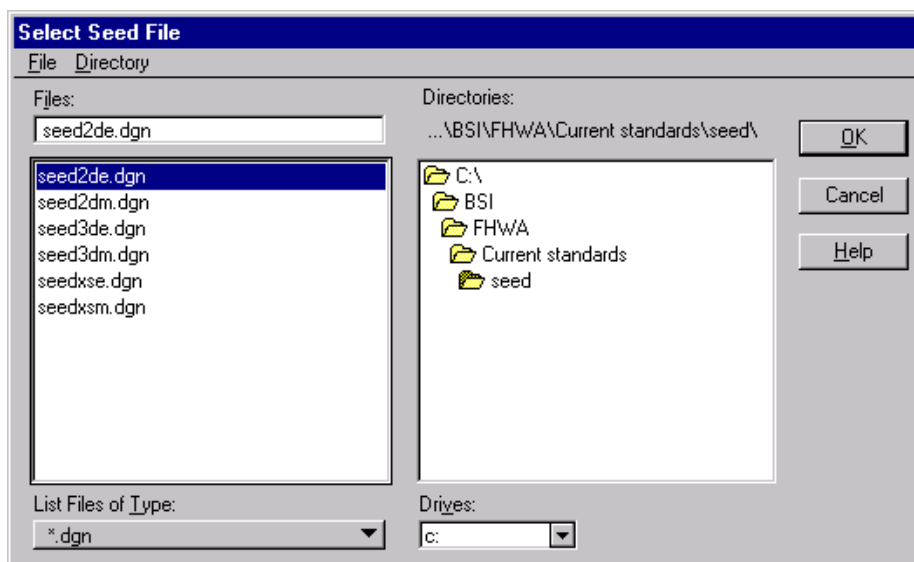 Select Seed File
File Directory
Files:
seed2de.dgn
seed2de.dgn
seed2dm.dgn
seed3de.dgn
seed3dm.dgn
seedxse.dgn
seedxsm.dgn
List Files of Type:
*.dgn
Directories:
...\BSI\FHWA\Current standards\seed\
C:\
BSI
FHWA
Current standards
seed
Drives:
c:
OK
Cancel
Help